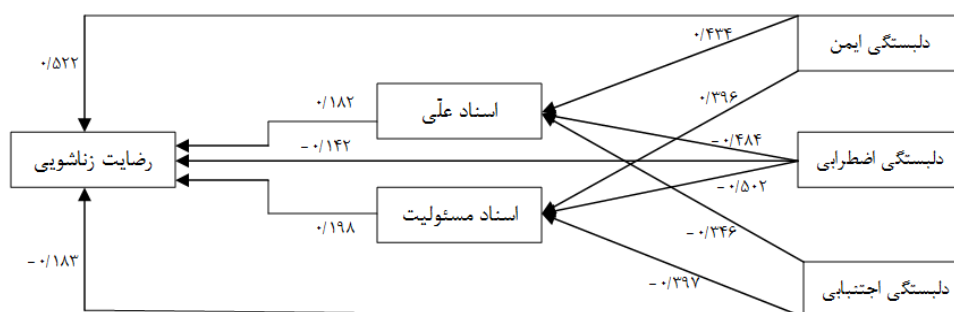 دلبستگی ایمن
۰/۴۳۴
۰/۵۲۲
۰/۳۹۶
اسناد علّی
۰/۱۸۲
-۰/۴۸۴
دلبستگی اضطرابی
-۰/۱۴۲
رضایت زناشویی
-۰/۵۰۲
اسناد مسئولیت
۰/۱۹۸
-۰/۳۴۶
-۰/۱۸۳
-۰/۳۹۷
دلبستگی اجتنبابی